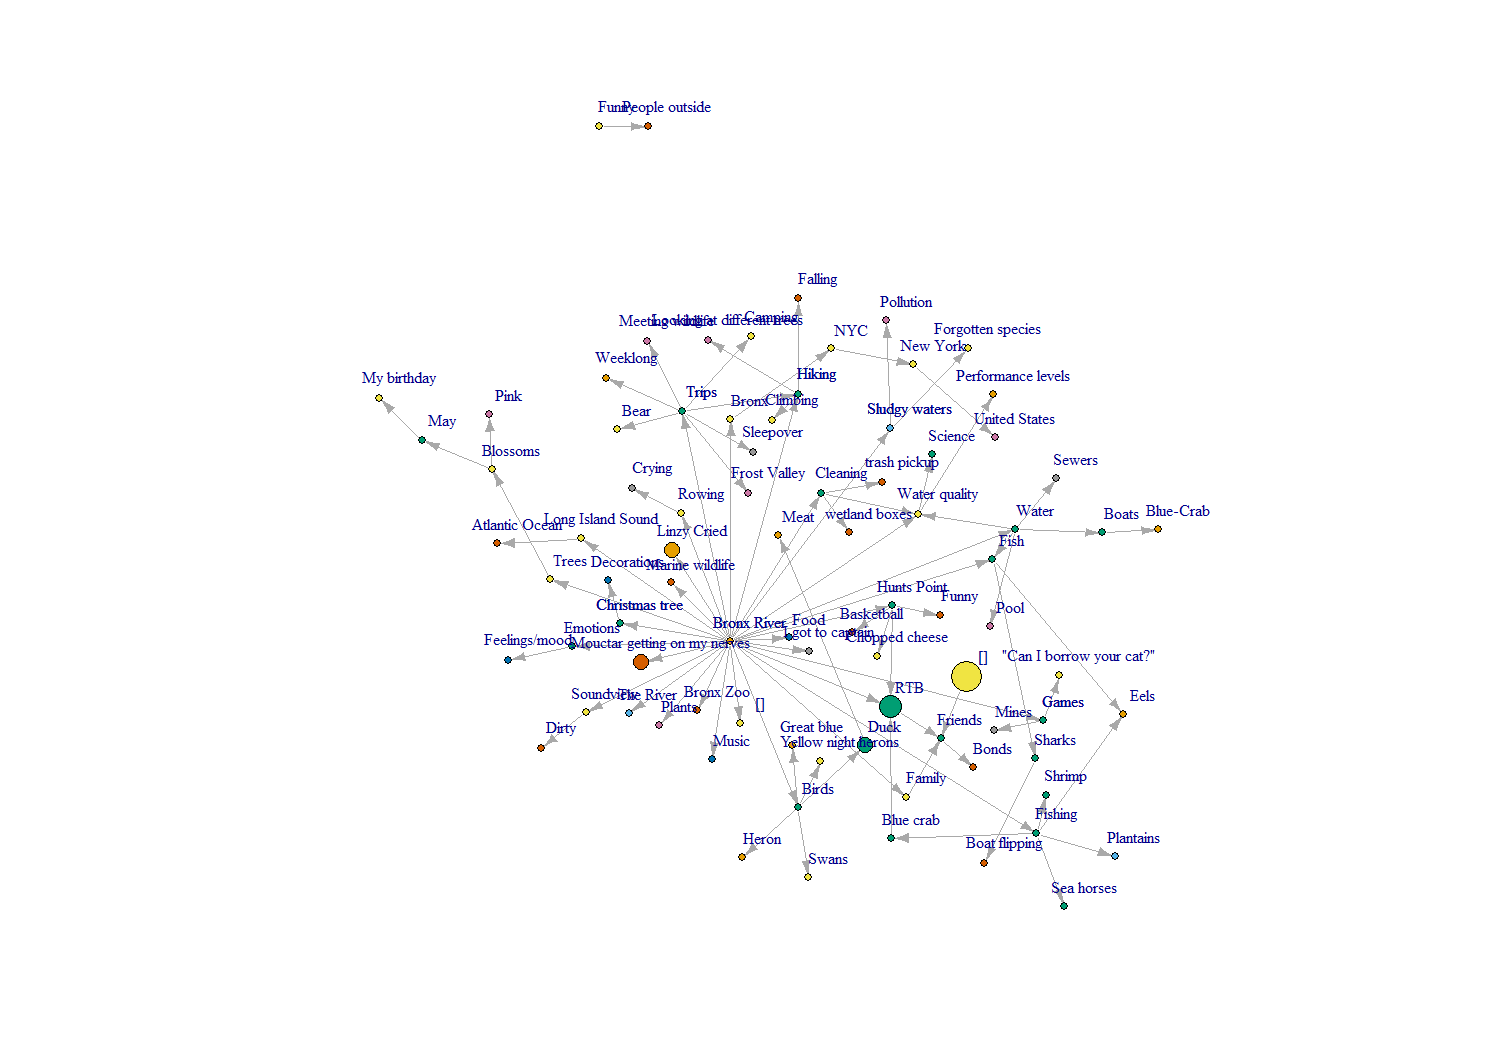 Funny
People outside
Falling
Pollution
Meeting wildlife
Looking at different trees
Camping
NYC
Forgotten species
New York
Weeklong
Hiking
Performance levels
My birthday
Pink
Trips
Bronx
Climbing
Bear
Sludgy waters
United States
May
Sleepover
Science
Blossoms
Crying
Frost Valley
Cleaning
trash pickup
Sewers
Rowing
Water quality
Atlantic Ocean
Long Island Sound
Linzy Cried
Meat
wetland boxes
Water
Boats
Blue-Crab
Fish
Trees
Decorations
Marine wildlife
Hunts Point
Funny
Christmas tree
Basketball
Pool
Emotions
Bronx River
Food
I got to captain
Feelings/mood
Mouctar getting on my nerves
Chopped cheese
[]
"Can I borrow your cat?"
Soundview
The River
Bronx Zoo
RTB
Eels
Plants
[]
Games
Dirty
Music
Great blue
Duck
Friends
Mines
Yellow night herons
Bonds
Sharks
Birds
Family
Shrimp
Blue crab
Fishing
Heron
Boat flipping
Plantains
Swans
Sea horses